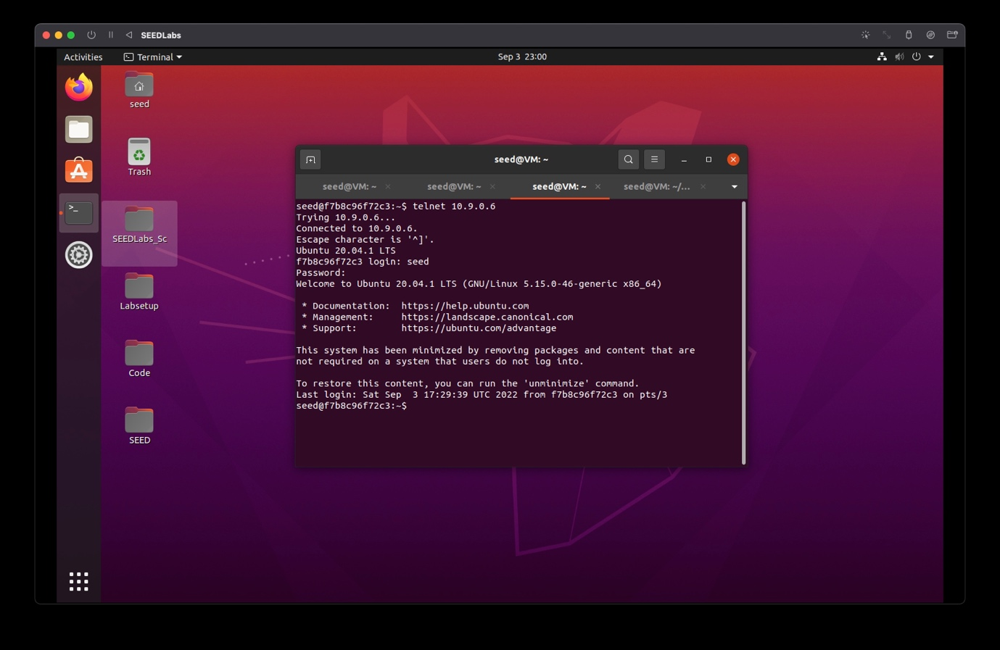 SEEDLabs
Activities
Terminal
Sep 3 23:00
seed
Trash
SEEDLabs_Sc
Labsetup
Code
SEED
seed@VM: ~
seed@VM: ~
seed@VM: ~
seed@VM: ~
seed@VM: ~/...
seed@f7b8c96f72c3:~$ telnet 10.9.0.6
Trying 10.9.0.6...
Connected to 10.9.0.6.
Escape character is '^]'.
Ubuntu 20.04.1 LTS
f7b8c96f72c3 login: seed
Password:
Welcome to Ubuntu 20.04.1 LTS (GNU/Linux 5.15.0-46-generic x86_64)
* Documentation:  https://help.ubuntu.com
* Management:     https://landscape.canonical.com
* Support:        https://ubuntu.com/advantage
This system has been minimized by removing packages and content that are
not required on a system that users do not log into.
To restore this content, you can run the 'unminimize' command.
Last login: Sat Sep  3 17:29:39 UTC 2022 from f7b8c96f72c3 on pts/3
seed@f7b8c96f72c3:~$